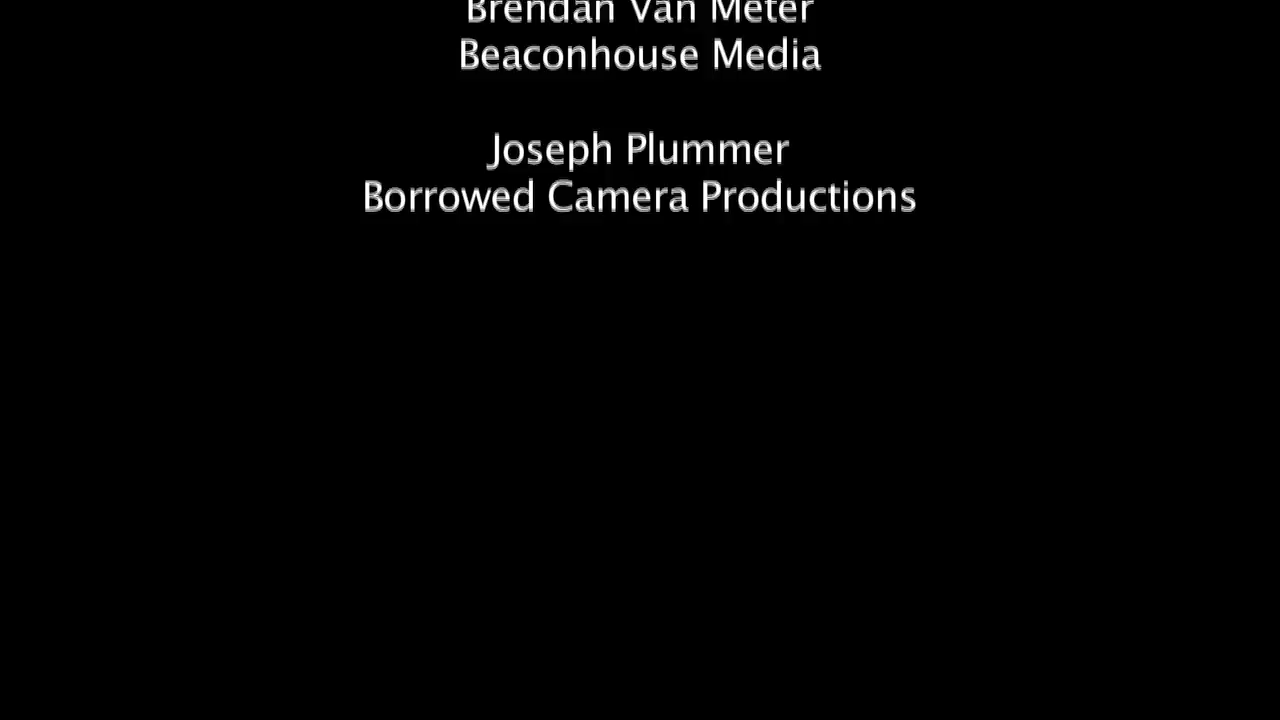 Brendan Van Meter
Beaconhouse Media
Joseph Plummer
Borrowed Camera Productions